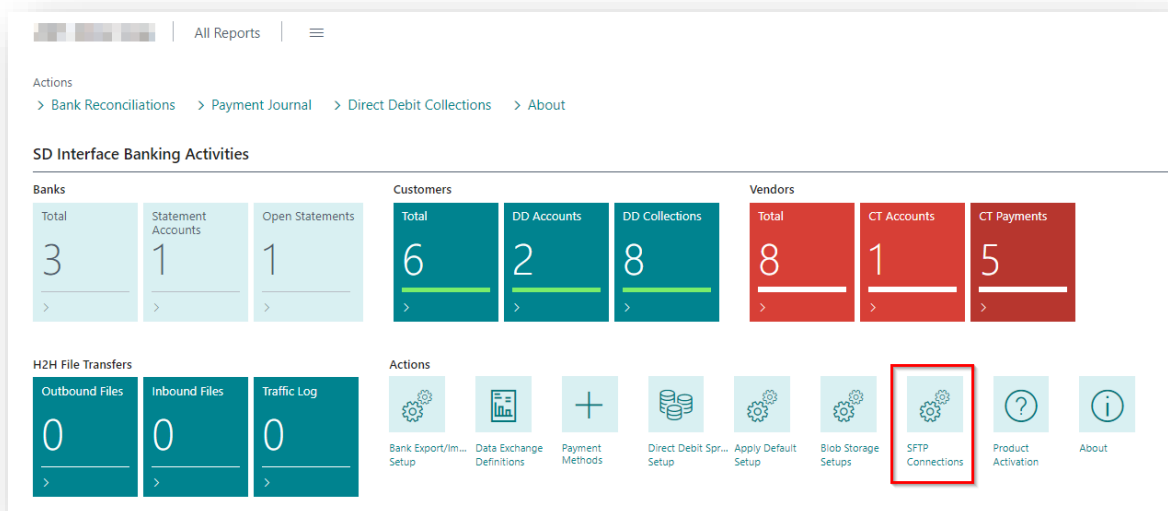 All Reports
Actions
> Bank Reconciliations > Payment Journal > Direct Debit Collections > About
SD Interface Banking Activities
Banks
Customers
Vendors
Total
Statement Accounts
Open Statements
Total
DD Accounts
DD Collections
Total
CT Accounts
CT Payments
3
1
1
6
2
8
8
1
5
H2H File Transfers
Actions
Outbound Files
Inbound Files
Traffic Log
0
0
0
Bank Export/Im...
Setup
Data Exchange
Definitions
Payment
Methods
Direct Debit Spr...
Setup
Apply Default
Setup
Blob Storage
Setups
SFTP
Connections
Product
Activation
About